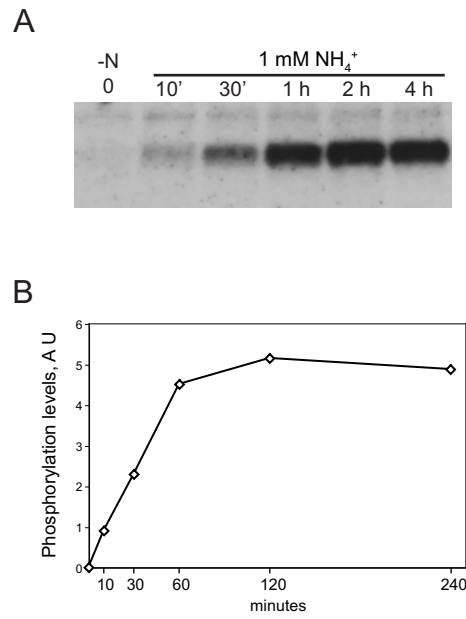 A
-N
1 mM NH₄⁺
0 10' 30' 1 h 2 h 4 h
B
Phosphorylation levels, A U
6
5
4
3
2
1
0
10 30 60 120 240
minutes